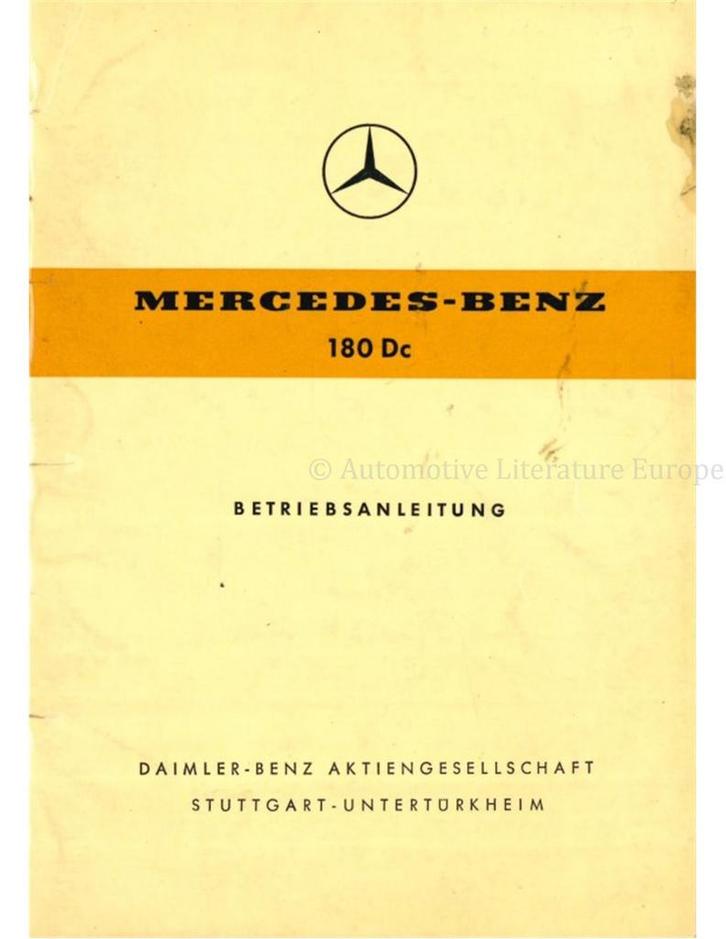 MERCEDES-BENZ
180 Dc
© Automotive Literature Europe
BETRIEBSANLEITUNG
DAIMLER-BENZ AKTIENGESELLSCHAFT
STUTTGART-UNTERTÜRKHEIM